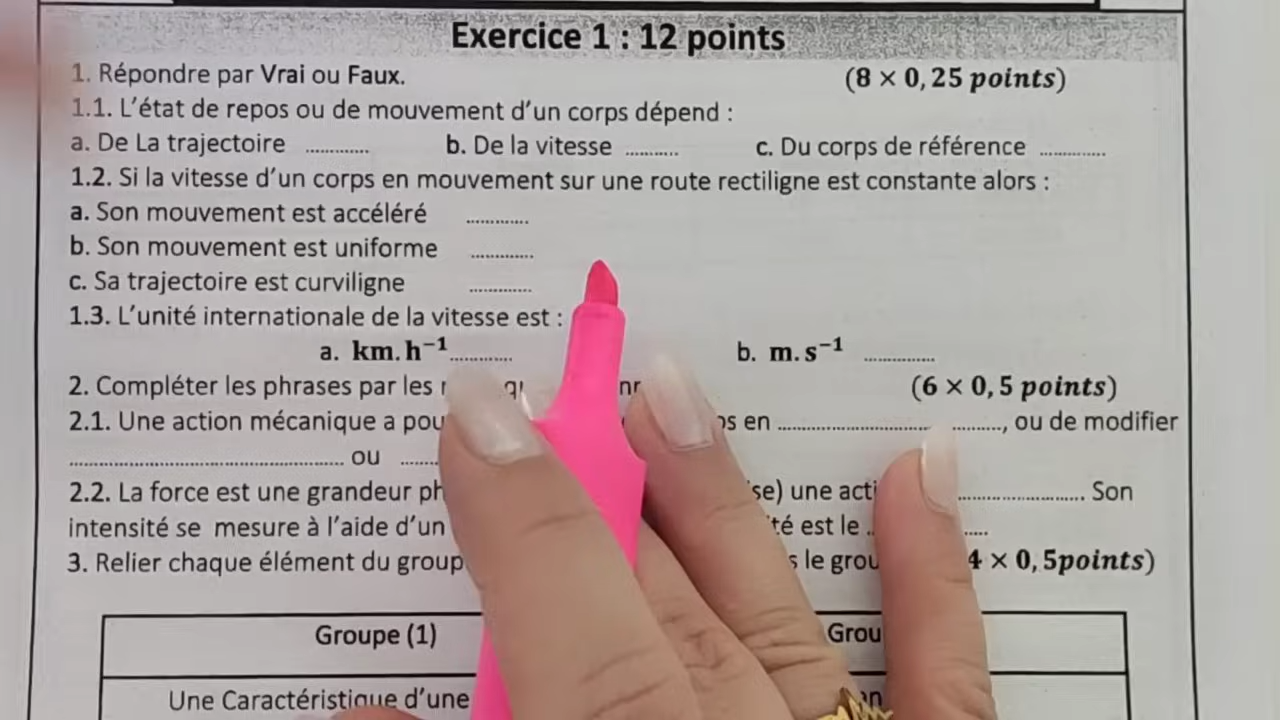 Exercice 1 : 12 points
1. Répondre par Vrai ou Faux. (8 × 0, 25 points)
1.1. L'état de repos ou de mouvement d'un corps dépend :
a. De La trajectoire ............. b. De la vitesse ........... c. Du corps de référence .............
1.2. Si la vitesse d'un corps en mouvement sur une route rectiligne est constante alors :
a. Son mouvement est accéléré .............
b. Son mouvement est uniforme .............
c. Sa trajectoire est curviligne .............
1.3. L'unité internationale de la vitesse est :
a. km. h⁻¹ ............. b. m. s⁻¹ ..............
2. Compléter les phrases par les (6 × 0, 5 points)
2.1. Une action mécanique a en ............................., ou de modifier
.......................................... ou ......
2.2. La force est une grandeur une ........................ Son
intensité se mesure à l'aide d'un est le ......
3. Relier chaque élément du le 4 × 0, 5points)
Groupe (1)
Une Caractéristique d'une